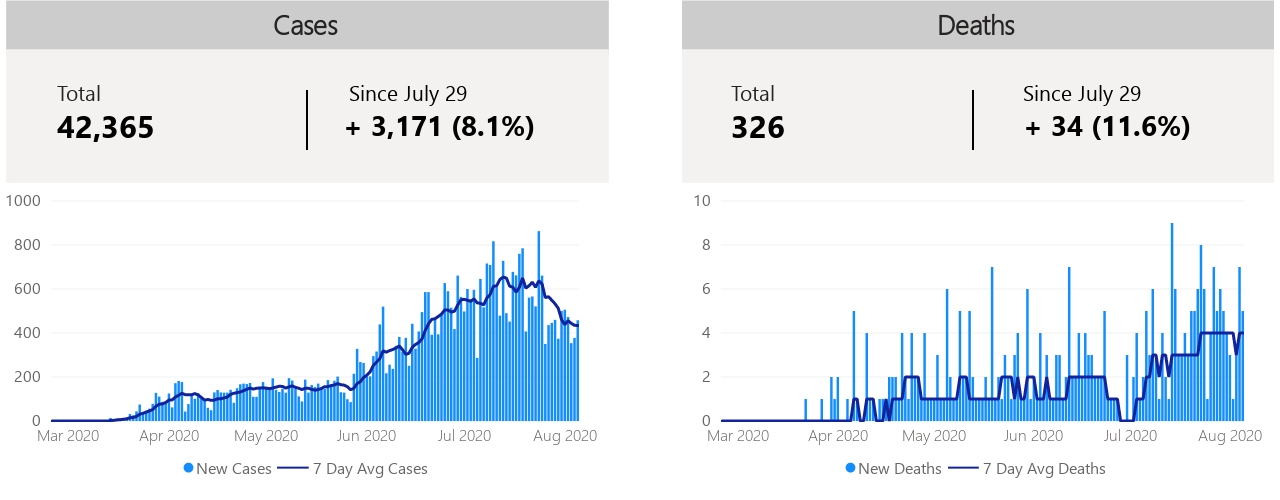 Cases
Total
Since July 29
42,365
+ 3,171 (8.1%)
1000
800
600
400
200
0
Mar 2020 Apr 2020 May 2020 Jun 2020 Jul 2020 Aug 2020
New Cases 7 Day Avg Cases
Deaths
Total
Since July 29
326
+ 34 (11.6%)
10
8
6
4
2
0
Mar 2020 Apr 2020 May 2020 Jun 2020 Jul 2020 Aug 2020
New Deaths 7 Day Avg Deaths